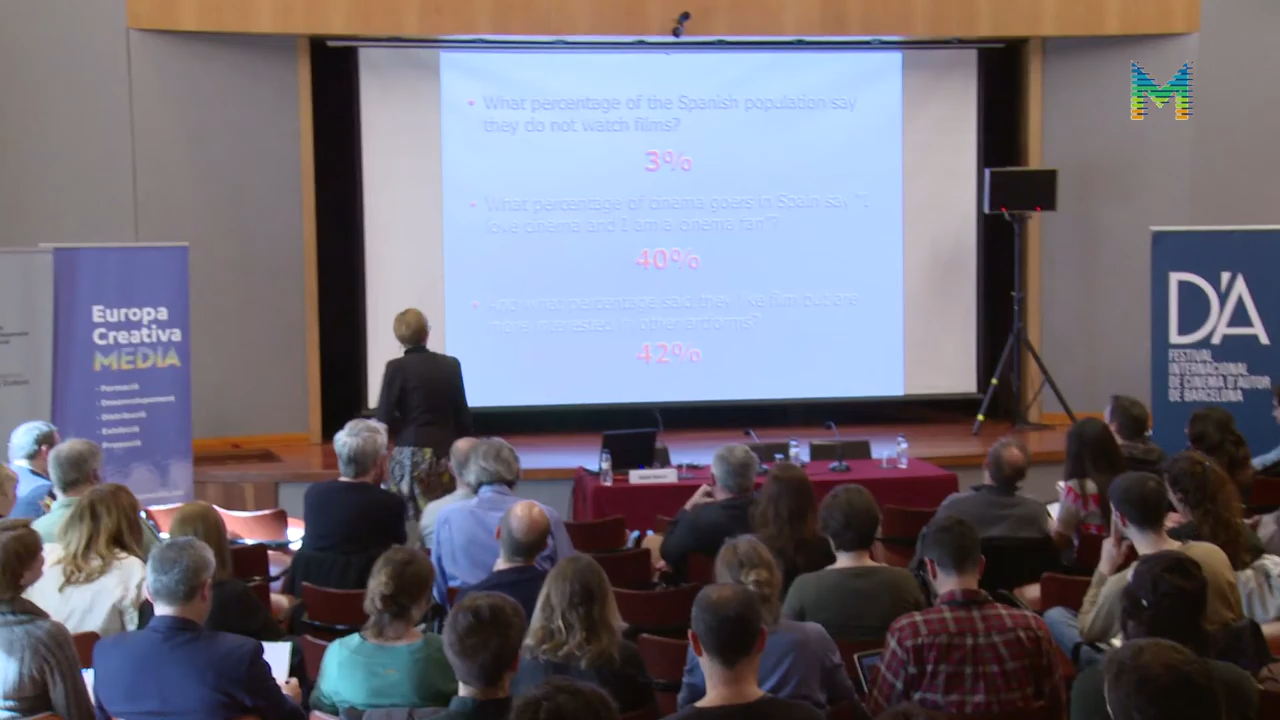 M
• What percentage of the Spanish population say
they do not watch films?
3%
• What percentage of cinema goers in Spain say "I
love cinema and I am a cinema fan"?
40%
• And what percentage said they like film but are
more interested in other artforms?
42%
Europa
Creativa
MEDIA
- Formació
- Desenvolupament
- Distribució
- Exhibició
- Promoció
D'A
FESTIVAL
INTERNACIONAL
DE CINEMA D'AUTOR
DE BARCELONA